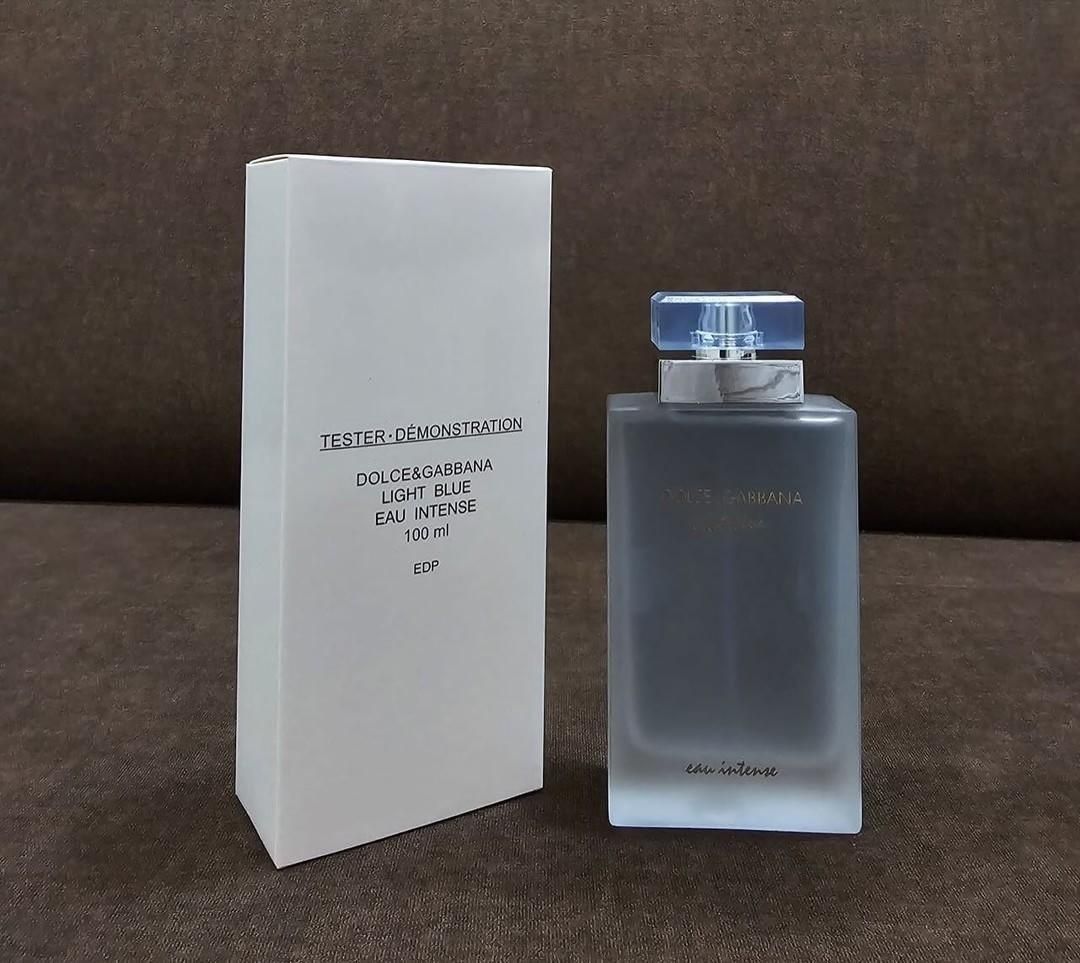 TESTER·DÉMONSTRATION
DOLCE&GABBANA
LIGHT BLUE
EAU INTENSE
100 ml
EDP
DOLCE&GABBANA
eau intense